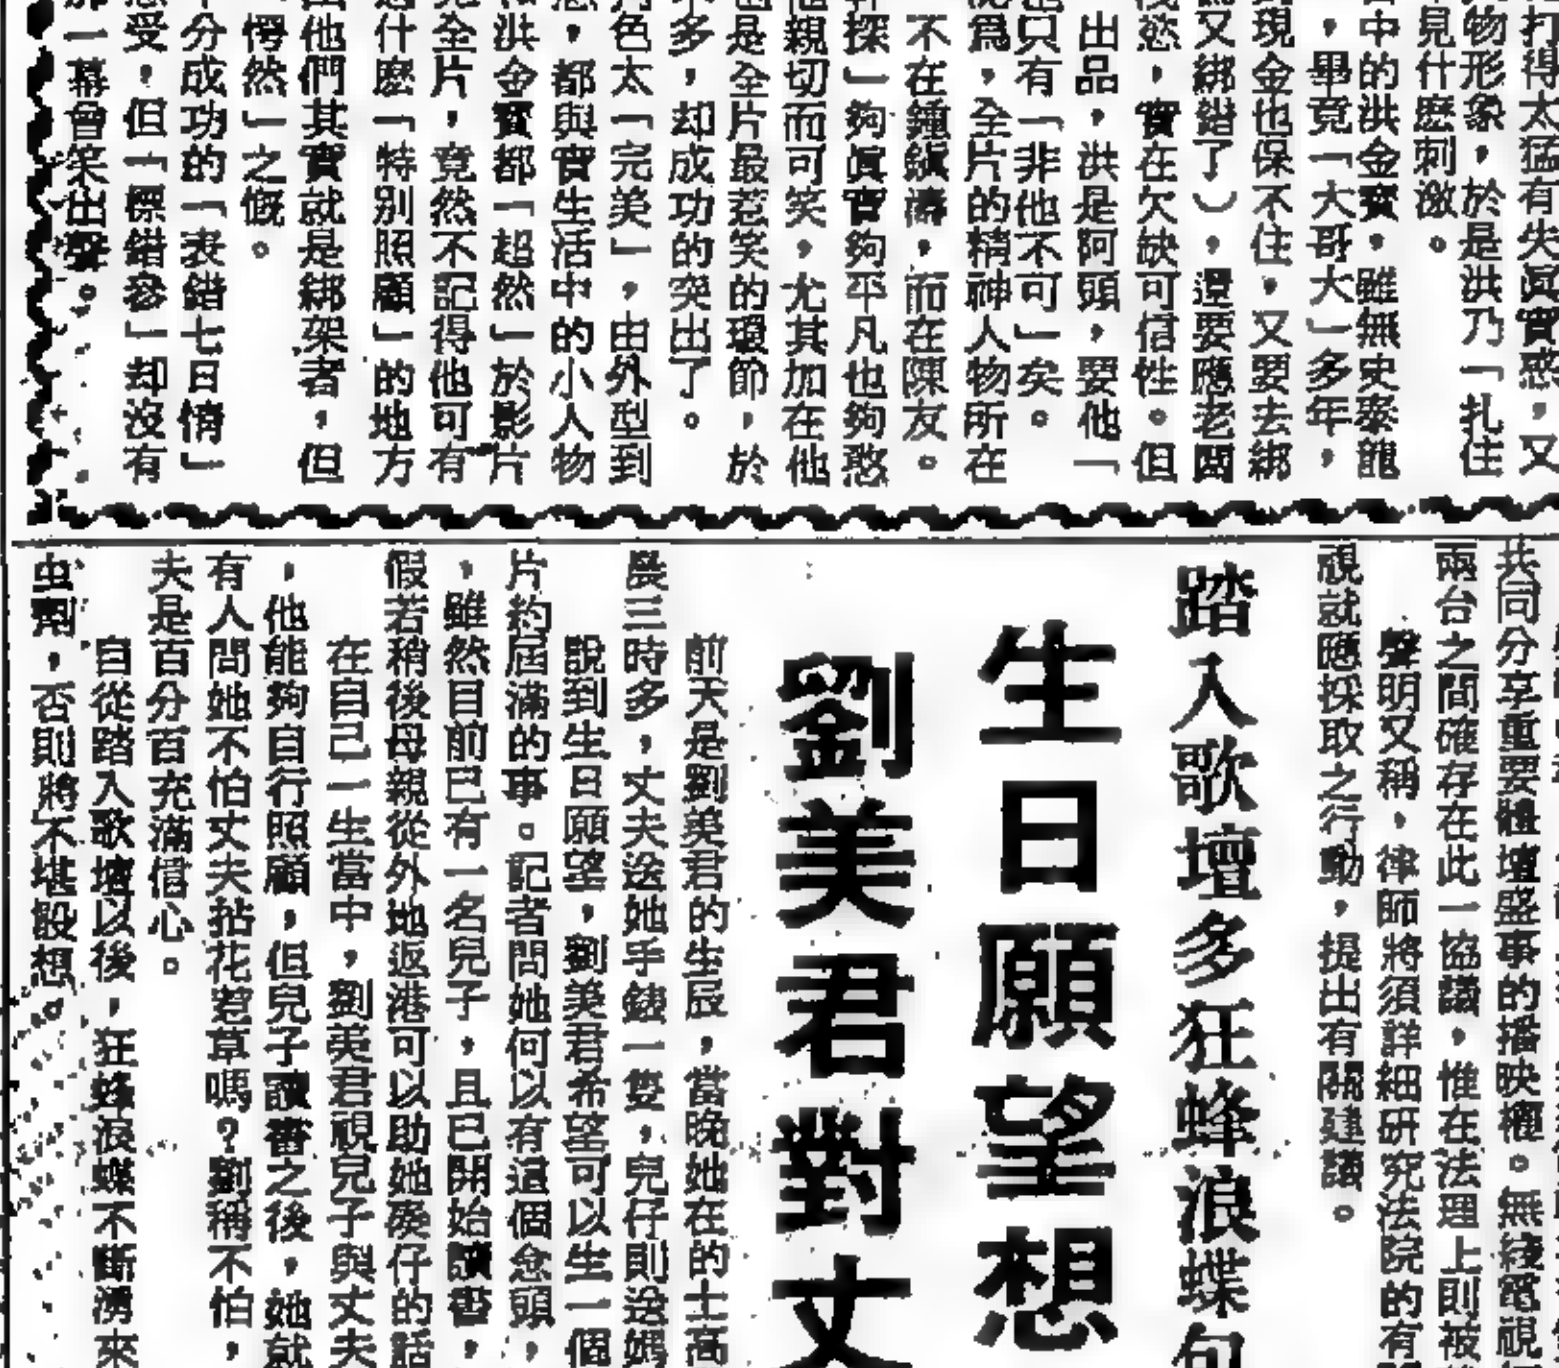 打得太猛有失眞實惑，又
物形象，於是洪乃「扎住
見什麽刺激。
中的洪金寶，雖無史泰龍
，畢竟「大哥大」多年，
現金也保不住，又要去綁
又綁錯了），還要應老闆
慾，實在欠缺可信性。但
出品，洪是阿頭，要他「
只有「非他不可」矣。
爲，全片的精神人物所在
不在鍾鎭濤，而在陳友。
探」夠眞實夠平凡也夠憨
親切而可笑，尤其加在他
是全片最惹笑的環節，於
多，却成功的突出了。
色太「完美」，由外型到
，都與實生活中的小人物
洪金寶都「超然」於影片
全片，竟然不記得他可有
什麽「特別照顧」的地方
他們其實就是綁架者，但
愕然」之慨。
分成功的「表錯七日情」
受，但「標錯參」却沒有
一幕曾笑出聲。
共同分享重要體壇盛事的播映權。無綫電視
兩台之間確存在此一協議，惟在法理上則被
聲明又稱，律師將須詳細研究法院的有
視就應採取之行動，提出有關建議。
踏入歌壇多狂蜂浪蝶
生日願望想
劉美君對丈
前天是劉美君的生辰，當晚她在的士高
晨三時多，丈夫送她手錶一隻，兒仔則送媽
說到生日願望，劉美君希望可以生一個
片約屆滿的事。記者問她何以有這個念頭，
，雖然目前已有一名兒子，且已開始讀書，
假若稍後母親從外地返港可以助她湊仔的話
在自己一生當中，劉美君視兒子與丈夫
，他能夠自行照顧，但兒子讀書之後，她就
有人問她不怕丈夫拈花惹草嗎？劉稱不怕，
夫是百分百充滿信心。
自從踏入歌壇以後，狂蜂浪蝶不斷湧來
虫劑，否則將不堪設想。